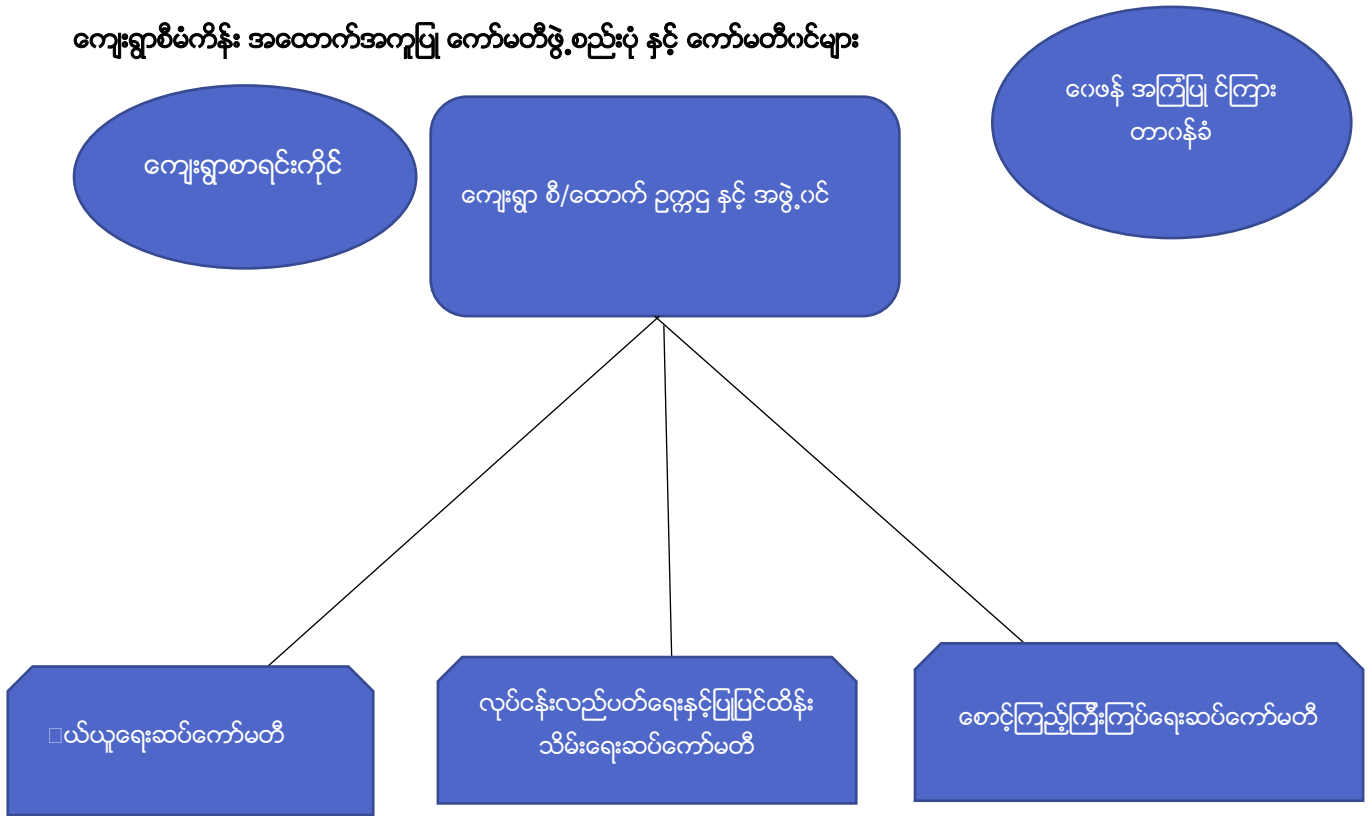 ကျေးရွာစီမံကိန်း အထောက်အကူပြု ကော်မတီဖွဲ့စည်းပုံ နှင့် ကော်မတီဝင်များ
ဝေဖန် အကြံပြု င်ကြား
တာဝန်ခံ
ကျေးရွာစာရင်းကိုင်
ကျေးရွာ စီ/ထောက် ဥက္ကဌ နှင့် အဖွဲ့ဝင်
ယ်ယူရေးဆပ်ကော်မတီ
လုပ်ငန်းလည်ပတ်ရေးနှင့်ပြုပြင်ထိန်း
သိမ်းရေးဆပ်ကော်မတီ
စောင့်ကြည့်ကြီးကြပ်ရေးဆပ်ကော်မတီ